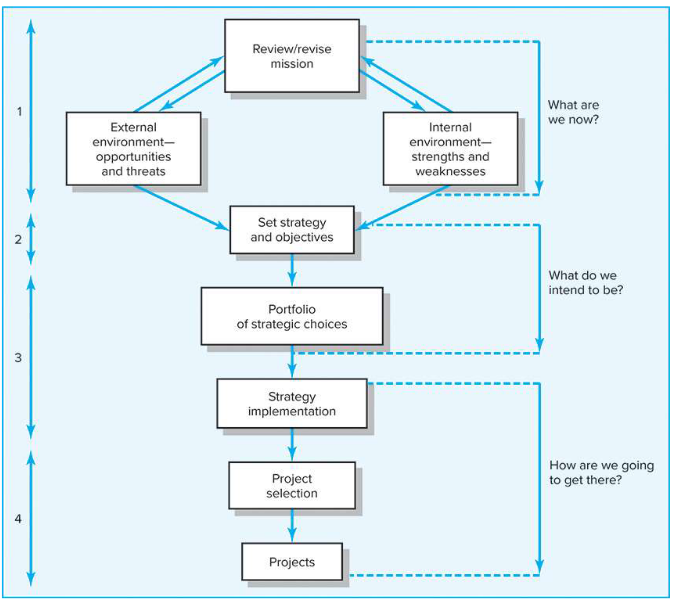 Review/revise
mission
1
What are
we now?
External
environment—
opportunities
and threats
Internal
environment—
strengths and
weaknesses
2
Set strategy
and objectives
What do we
intend to be?
Portfolio
of strategic choices
3
Strategy
implementation
How are we going
to get there?
Project
selection
4
Projects